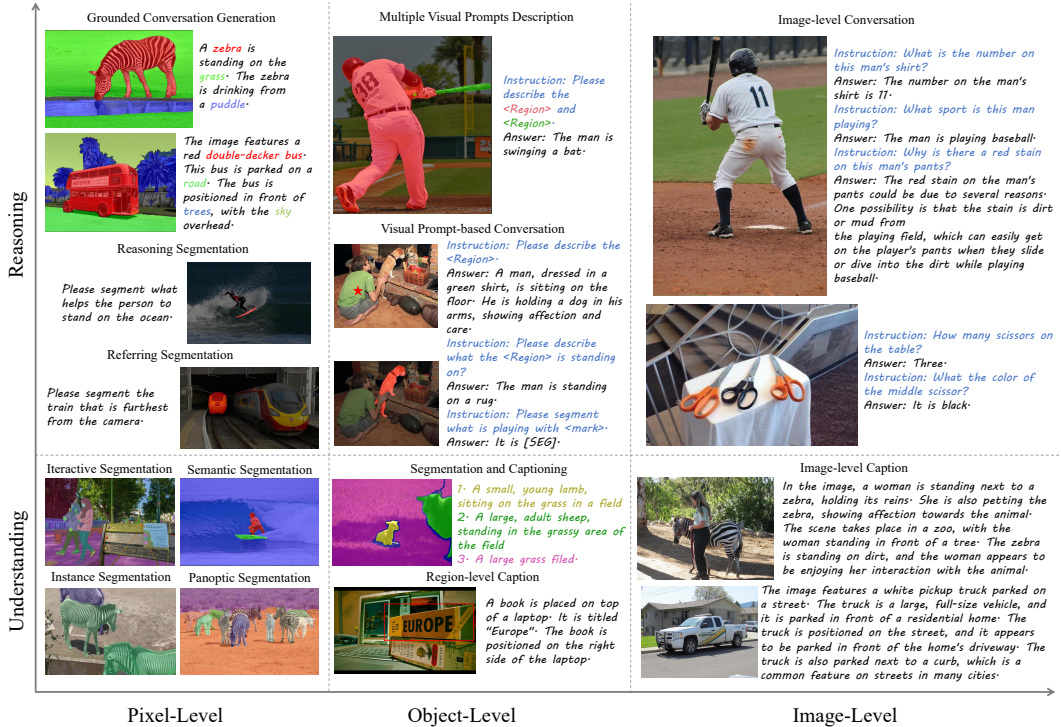 Grounded Conversation Generation
A zebra is
standing on the
grass. The zebra
is drinking from
a puddle.
The image features a
red double-decker bus.
This bus is parked on a
road. The bus is
positioned in front of
trees, with the sky
overhead.
Reasoning Segmentation
Please segment what
helps the person to
stand on the ocean.
Referring Segmentation
Please segment the
train that is furthest
from the camera.
Multiple Visual Prompts Description
Instruction: Please
describe the
<Region> and
<Region>.
Answer: The man is
swinging a bat.
Visual Prompt-based Conversation
Instruction: Please describe the
<Region>.
Answer: A man, dressed in a
green shirt, is sitting on the
floor. He is holding a dog in his
arms, showing affection and
care.
Instruction: Please describe
what the <Region> is standing
on?
Answer: The man is standing
on a rug.
Instruction: Please segment
what is playing with <mark>.
Answer: It is [SEG].
Image-level Conversation
11
Instruction: What is the number on
this man's shirt?
Answer: The number on the man's
shirt is 11.
Instruction: What sport is this man
playing?
Answer: The man is playing baseball.
Instruction: Why is there a red stain
on this man's pants?
Answer: The red stain on the man's
pants could be due to several reasons.
One possibility is that the stain is dirt
or mud from
the playing field, which can easily get
on the player's pants when they slide
or dive into the dirt while playing
baseball.
Instruction: How many scissors on
the table?
Answer: Three.
Instruction: What the color of
the middle scissor?
Answer: It is black.
Reasoning
Understanding
Iteractive Segmentation
Semantic Segmentation
Instance Segmentation
Panoptic Segmentation
Segmentation and Captioning
1. A small, young lamb,
sitting on the grass in a field
2. A large, adult sheep,
standing in the grassy area of
the field
3. A large grass filed.
Region-level Caption
EUROPE
A book is placed on top
of a laptop. It is titled
"Europe". The book is
positioned on the right
side of the laptop.
Image-level Caption
In the image, a woman is standing next to a
zebra, holding its reins. She is also petting the
zebra, showing affection towards the animal.
The scene takes place in a zoo, with the
woman standing in front of a tree. The zebra
is standing on dirt, and the woman appears to
be enjoying her interaction with the animal.
The image features a white pickup truck parked on
a street. The truck is a large, full-size vehicle, and
it is parked in front of a residential home. The
truck is positioned on the street, and it appears
to be parked in front of the home's driveway. The
truck is also parked next to a curb, which is a
common feature on streets in many cities.
Pixel-Level
Object-Level
Image-Level